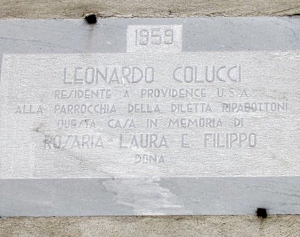 1959
LEONARDO COLUCCI
RESIDENTE A PROVIDENCE U.S.A.
ALLA PARROCCHIA DELLA DILETTA RIPABOTTONI
QUESTA CASA IN MEMORIA DI
ROSARIA LAURA E FILIPPO
DONA